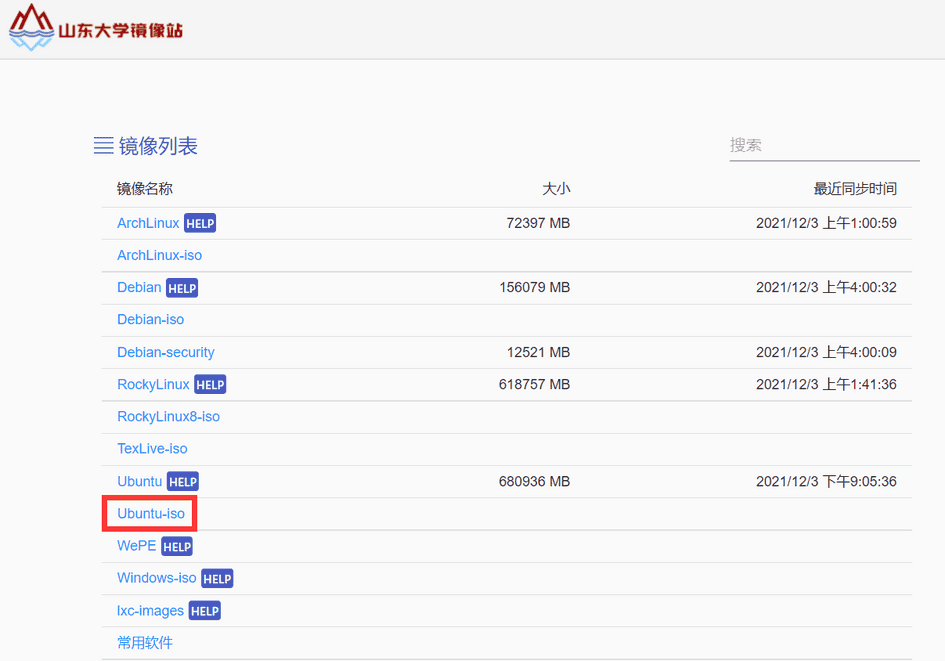 山东大学镜像站
镜像列表 搜索
镜像名称 大小 最近同步时间
ArchLinux HELP 72397 MB 2021/12/3 上午1:00:59
ArchLinux-iso
Debian HELP 156079 MB 2021/12/3 上午4:00:32
Debian-iso
Debian-security 12521 MB 2021/12/3 上午4:00:09
RockyLinux HELP 618757 MB 2021/12/3 上午1:41:36
RockyLinux8-iso
TexLive-iso
Ubuntu HELP 680936 MB 2021/12/3 下午9:05:36
Ubuntu-iso
WePE HELP
Windows-iso HELP
lxc-images HELP
常用软件